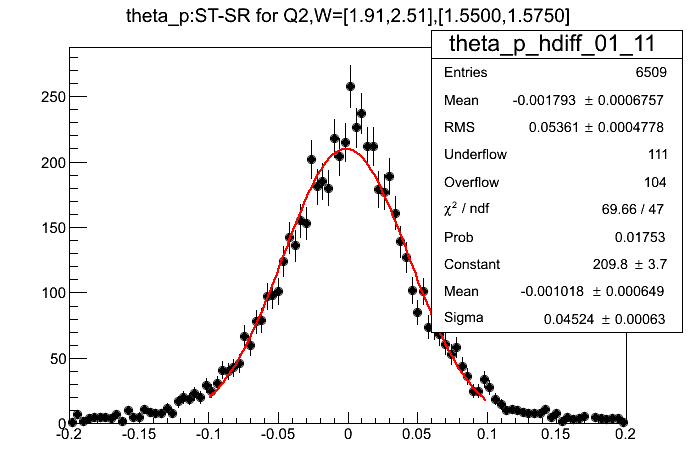 theta_p:ST-SR for Q2,W=[1.91,2.51],[1.5500,1.5750]
theta_p_hdiff_01_11
Entries 6509
Mean -0.001793 ± 0.0006757
RMS 0.05361 ± 0.0004778
Underflow 111
Overflow 104
χ² / ndf 69.66 / 47
Prob 0.01753
Constant 209.8 ± 3.7
Mean -0.001018 ± 0.000649
Sigma 0.04524 ± 0.00063
250
200
150
100
50
0
-0.2 -0.15 -0.1 -0.05 0 0.05 0.1 0.15 0.2